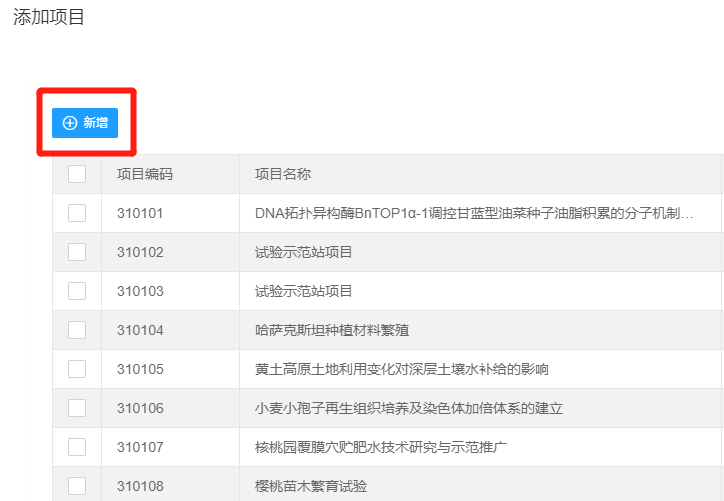 添加项目
新增
项目编码 项目名称
310101 DNA拓扑异构酶BnTOP1α-1调控甘蓝型油菜种子油脂积累的分子机制...
310102 试验示范站项目
310103 试验示范站项目
310104 哈萨克斯坦种植材料繁殖
310105 黄土高原土地利用变化对深层土壤水补给的影响
310106 小麦小孢子再生组织培养及染色体加倍体系的建立
310107 核桃园覆膜穴贮肥水技术研究与示范推广
310108 樱桃苗木繁育试验